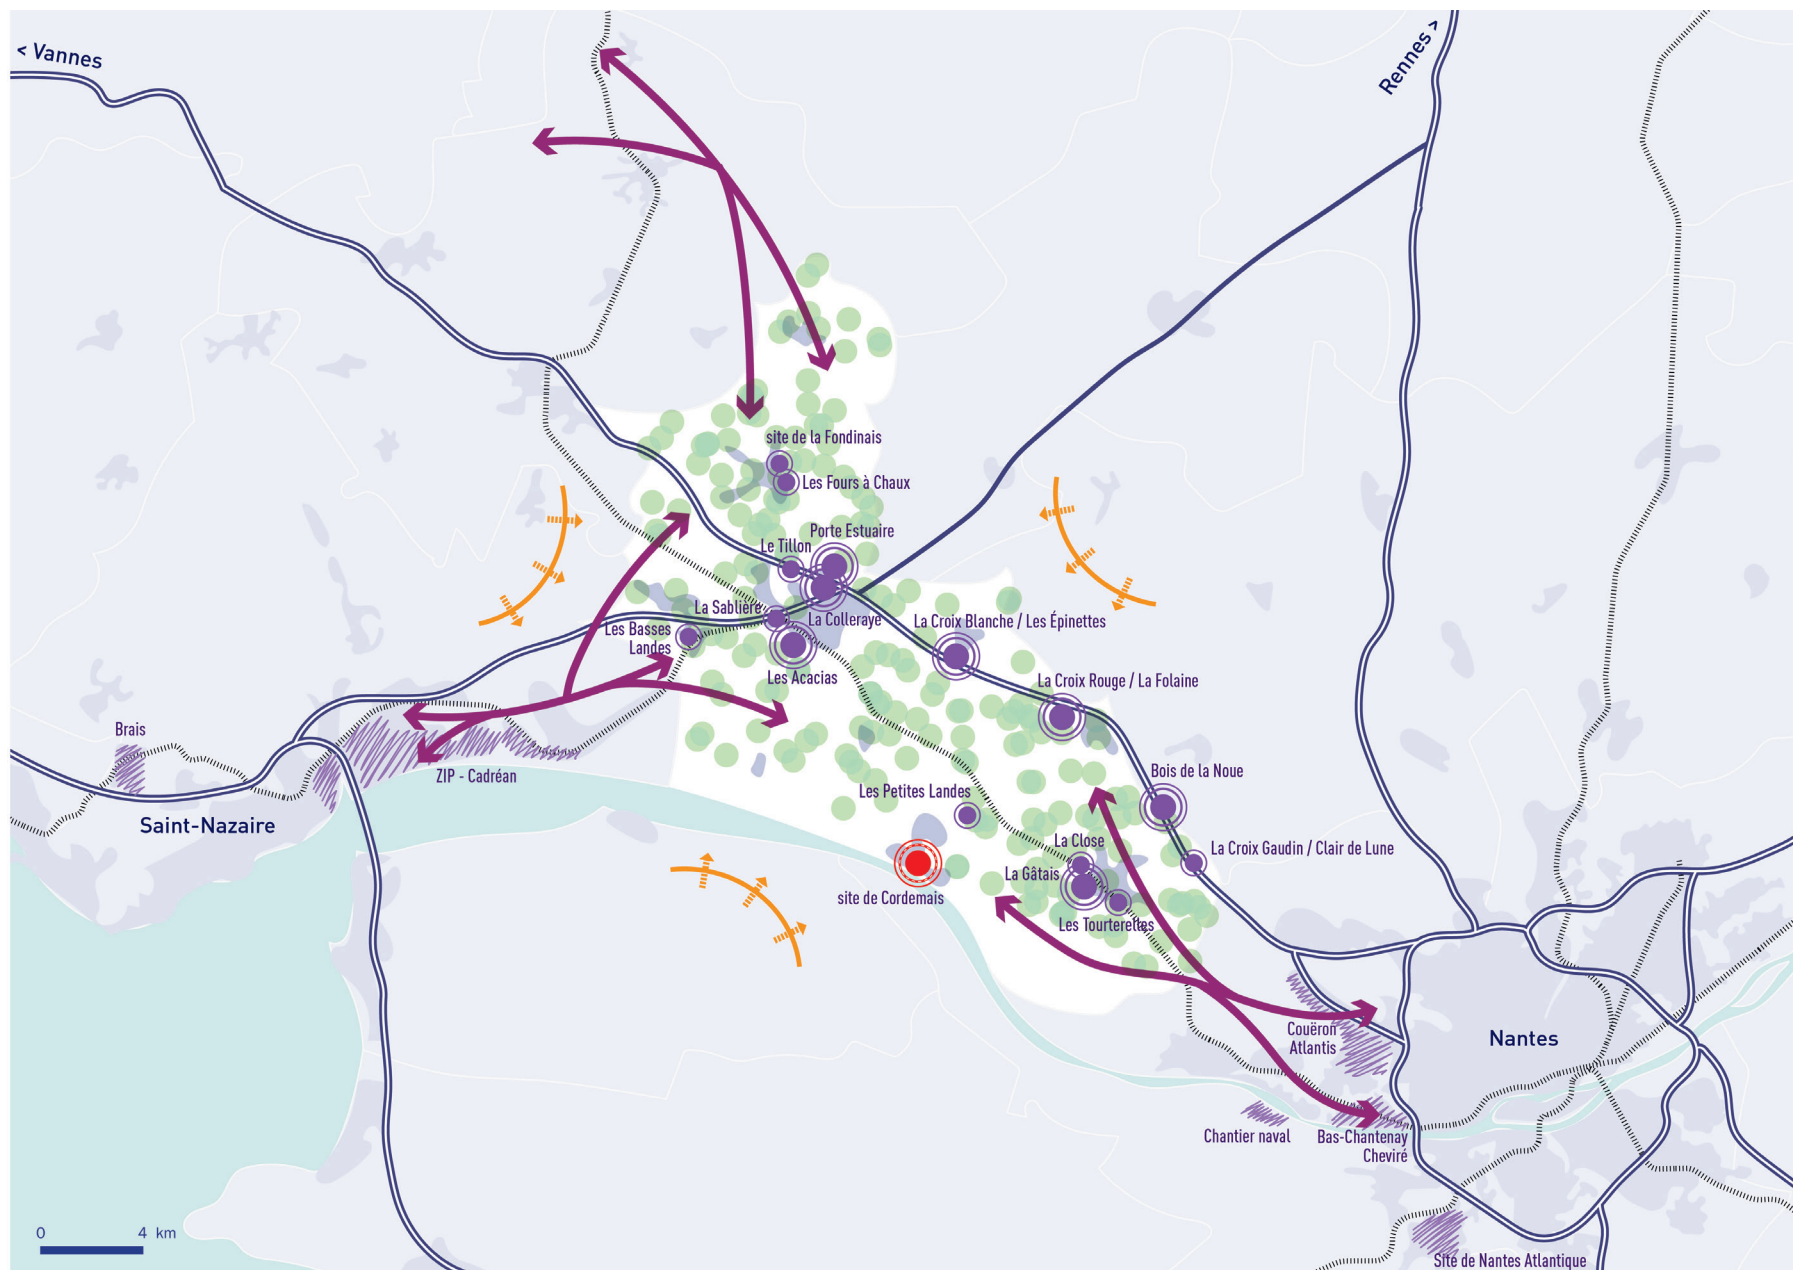 < Vannes
Rennes >
site de la Fondinais
Les Fours à Chaux
Porte Estuaire
Le Tillon
La Sablière
La Colleraye
Les Basses
Landes
La Croix Blanche / Les Épinettes
Les Acacias
La Croix Rouge / La Folaine
Brais
ZIP - Cadréan
Bois de la Noue
Les Petites Landes
Saint-Nazaire
La Close
La Croix Gaudin / Clair de Lune
La Gâtais
site de Cordemais
Les Tourterelles
Couëron
Atlantis
Nantes
Chantier naval
Bas-Chantenay
Cheviré
0 4 km
Site de Nantes Atlantique